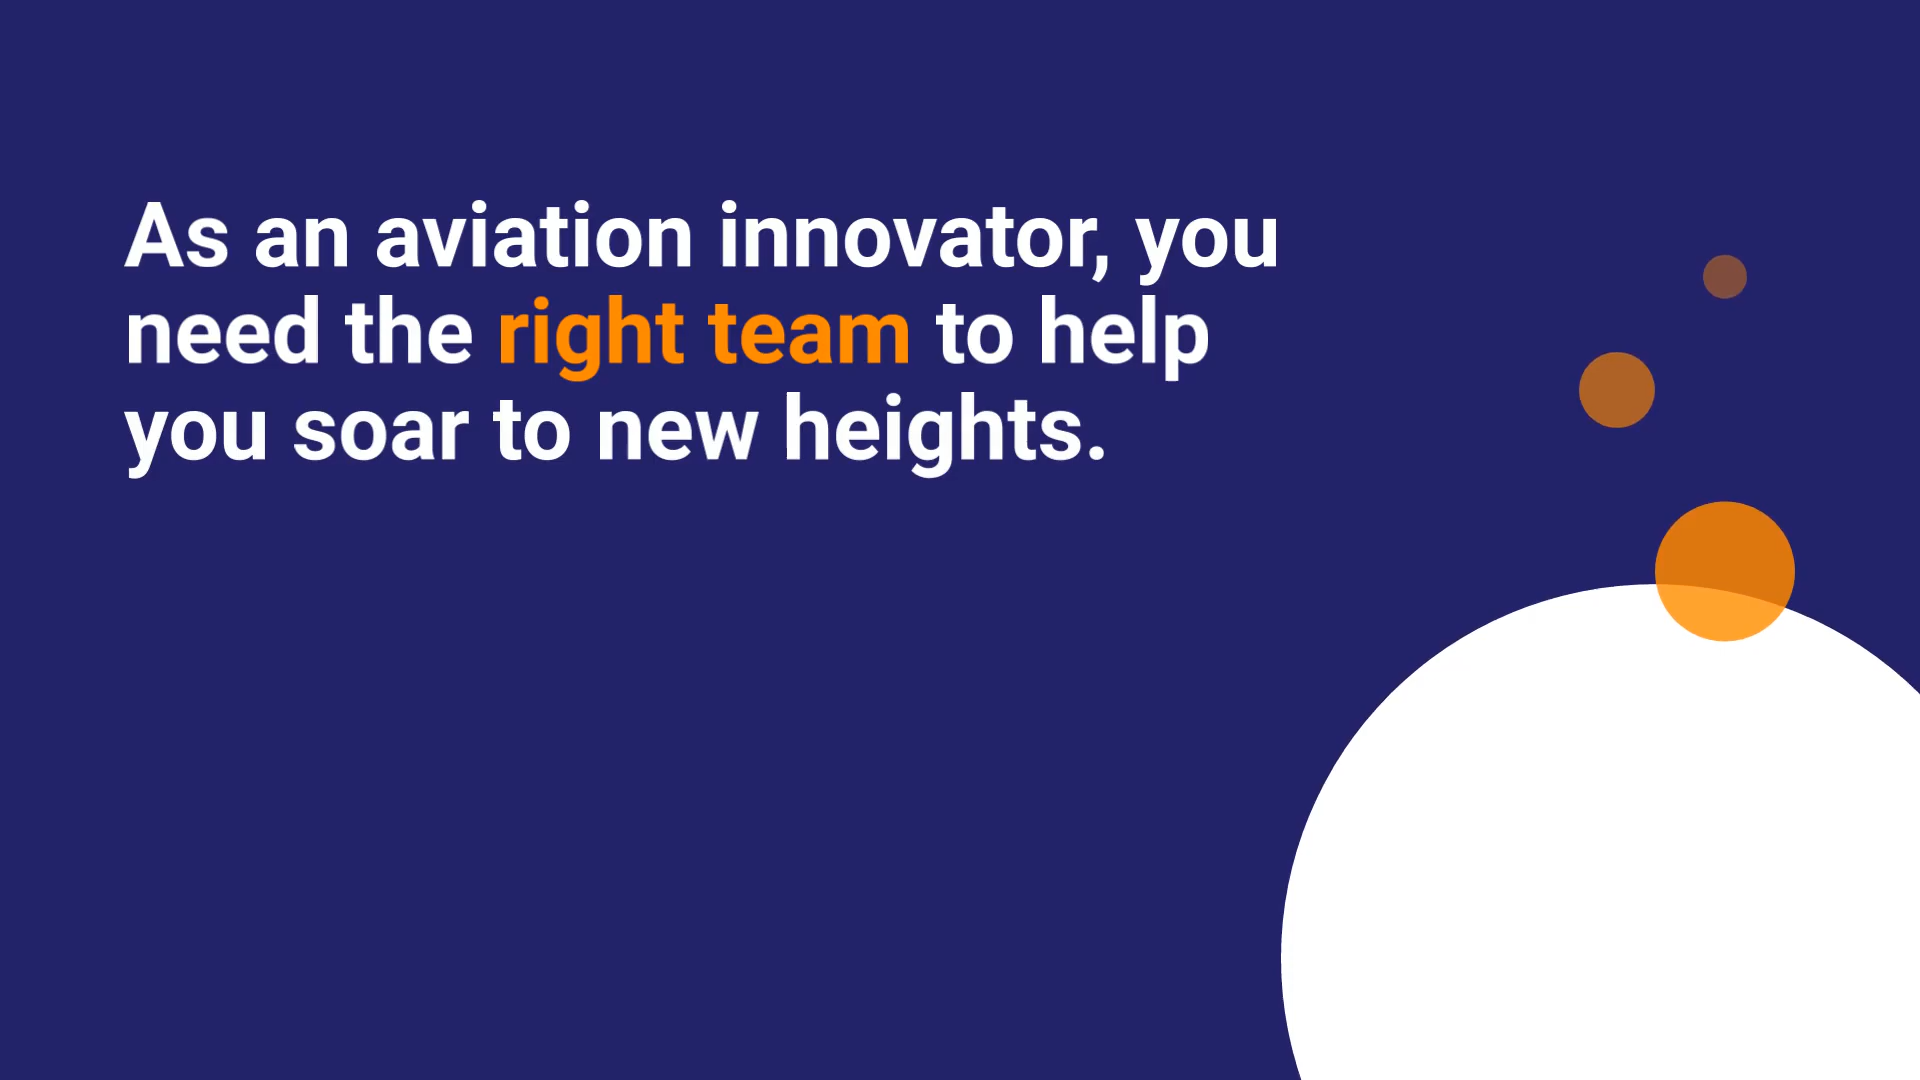 As an aviation innovator, you
need the right team to help
you soar to new heights.